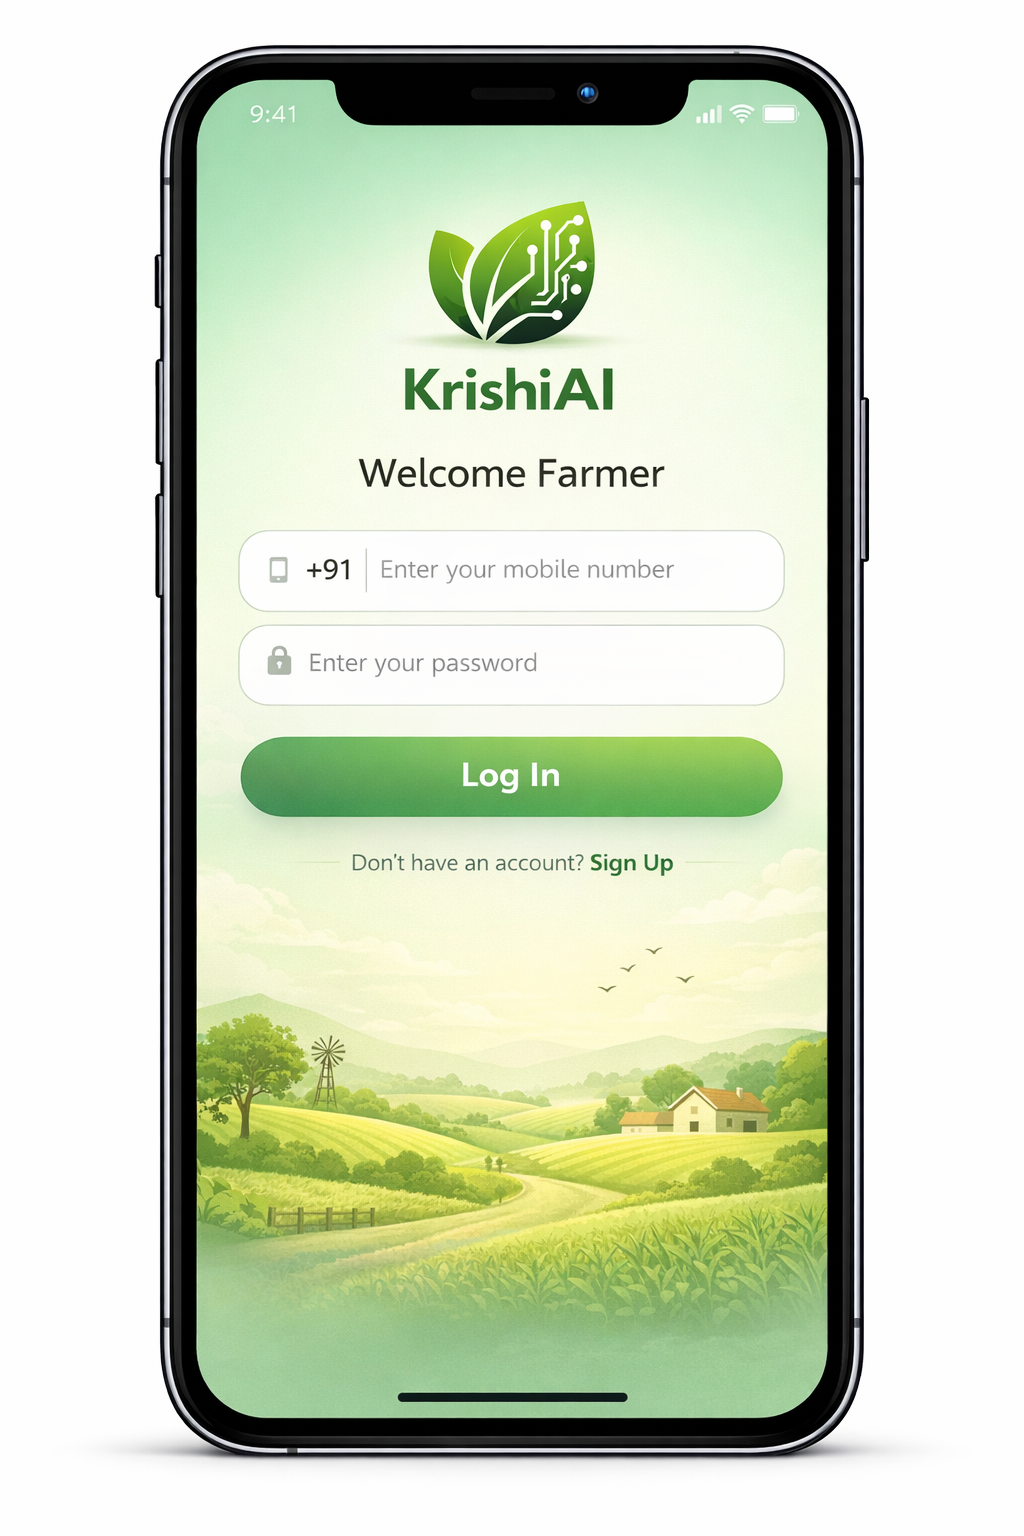 9:41
KrishiAI
Welcome Farmer
+91 Enter your mobile number
Enter your password
Log In
Don't have an account? Sign Up